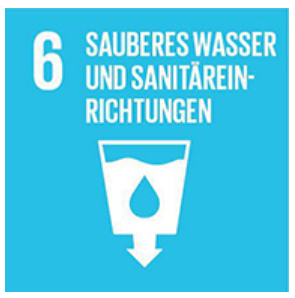 6 SAUBERES WASSER
UND SANITÄREIN-
RICHTUNGEN